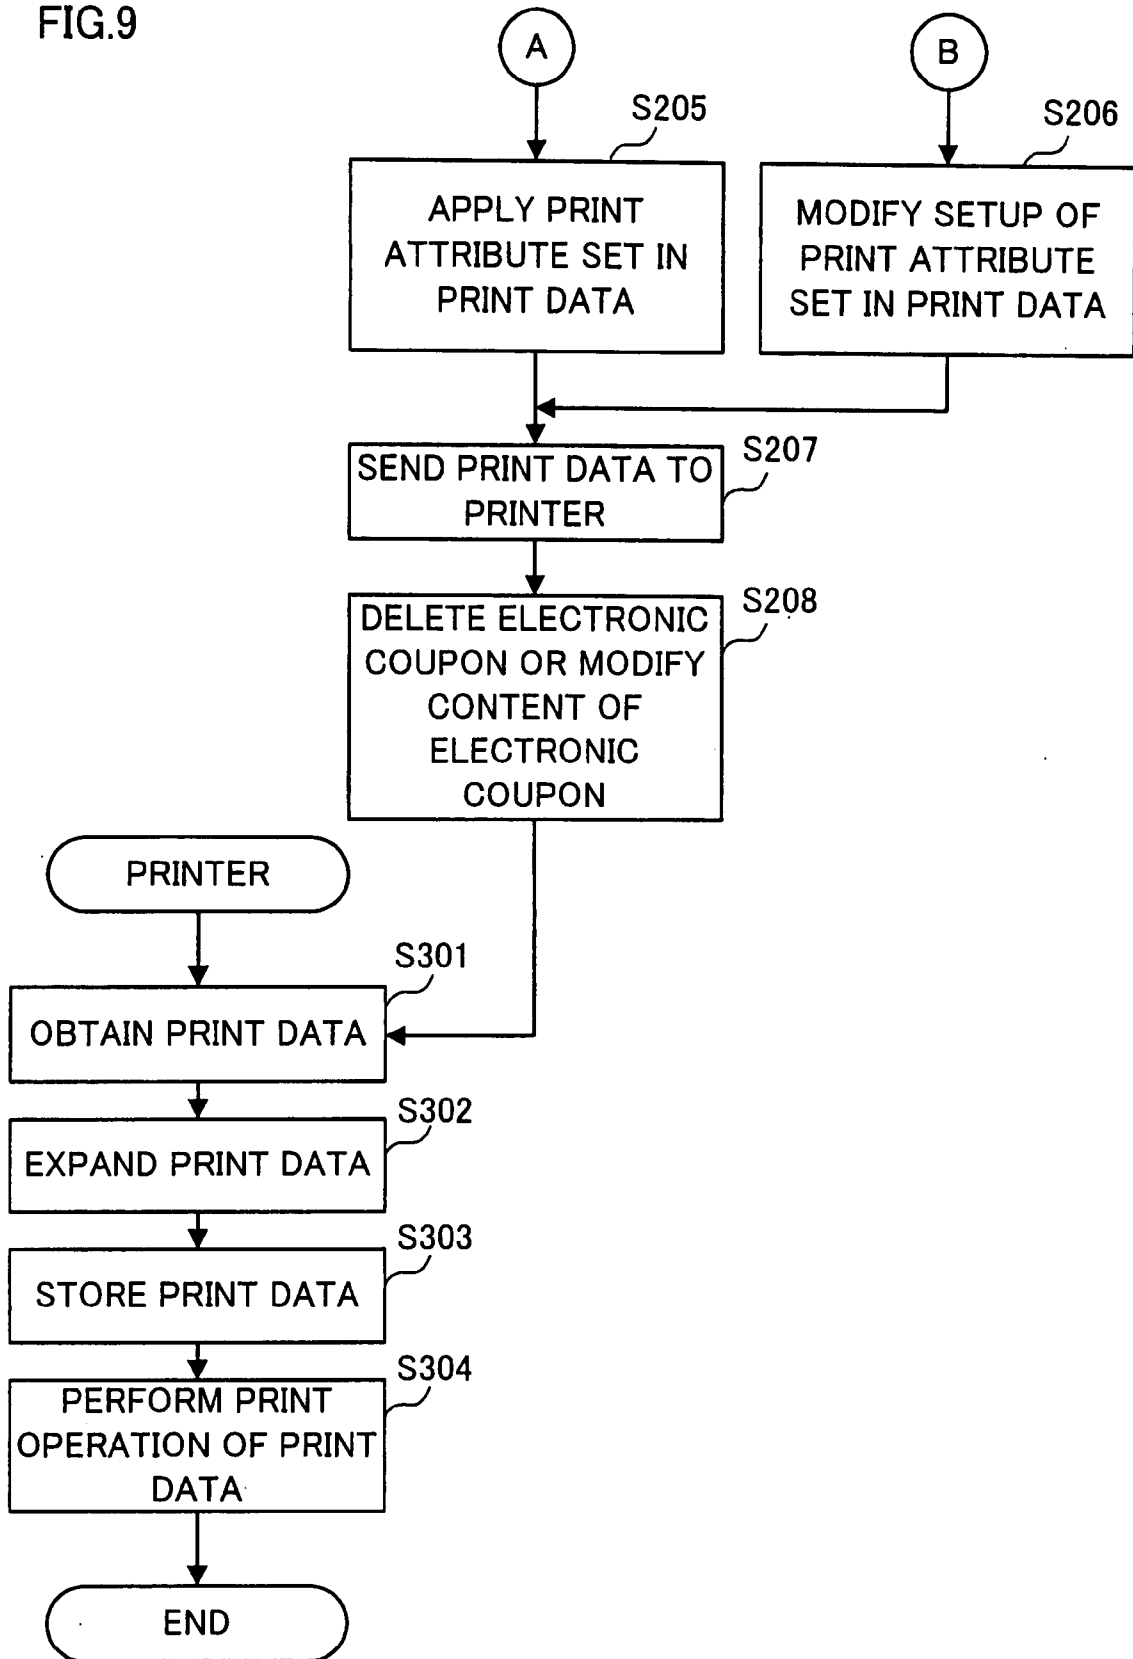 FIG.9
A
B
S205
S206
APPLY PRINT
ATTRIBUTE SET IN
PRINT DATA
MODIFY SETUP OF
PRINT ATTRIBUTE
SET IN PRINT DATA
S207
SEND PRINT DATA TO
PRINTER
S208
DELETE ELECTRONIC
COUPON OR MODIFY
CONTENT OF
ELECTRONIC
COUPON
PRINTER
S301
OBTAIN PRINT DATA
S302
EXPAND PRINT DATA
S303
STORE PRINT DATA
S304
PERFORM PRINT
OPERATION OF PRINT
DATA
END